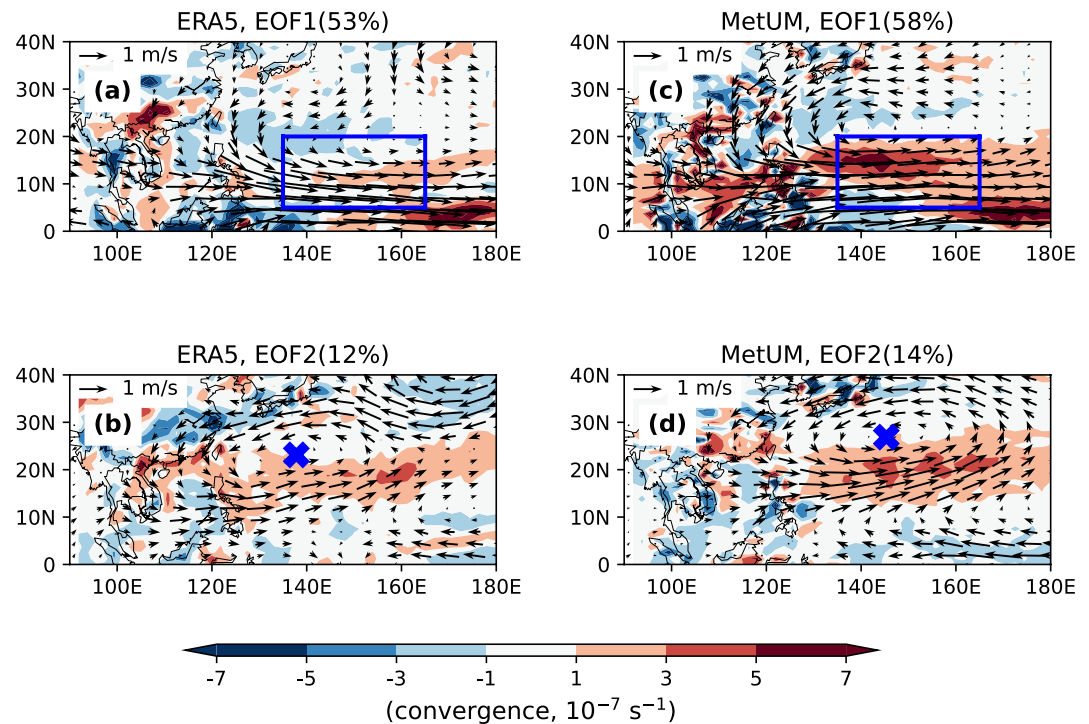 ERA5, EOF1(53%)
40N
30N
20N
10N
0
1 m/s
(a)
100E 120E 140E 160E 180E
MetUM, EOF1(58%)
40N
30N
20N
10N
0
1 m/s
(c)
100E 120E 140E 160E 180E
ERA5, EOF2(12%)
40N
30N
20N
10N
0
1 m/s
(b)
100E 120E 140E 160E 180E
MetUM, EOF2(14%)
40N
30N
20N
10N
0
1 m/s
(d)
100E 120E 140E 160E 180E
-7 -5 -3 -1 1 3 5 7
(convergence, 10⁻⁷ s⁻¹)